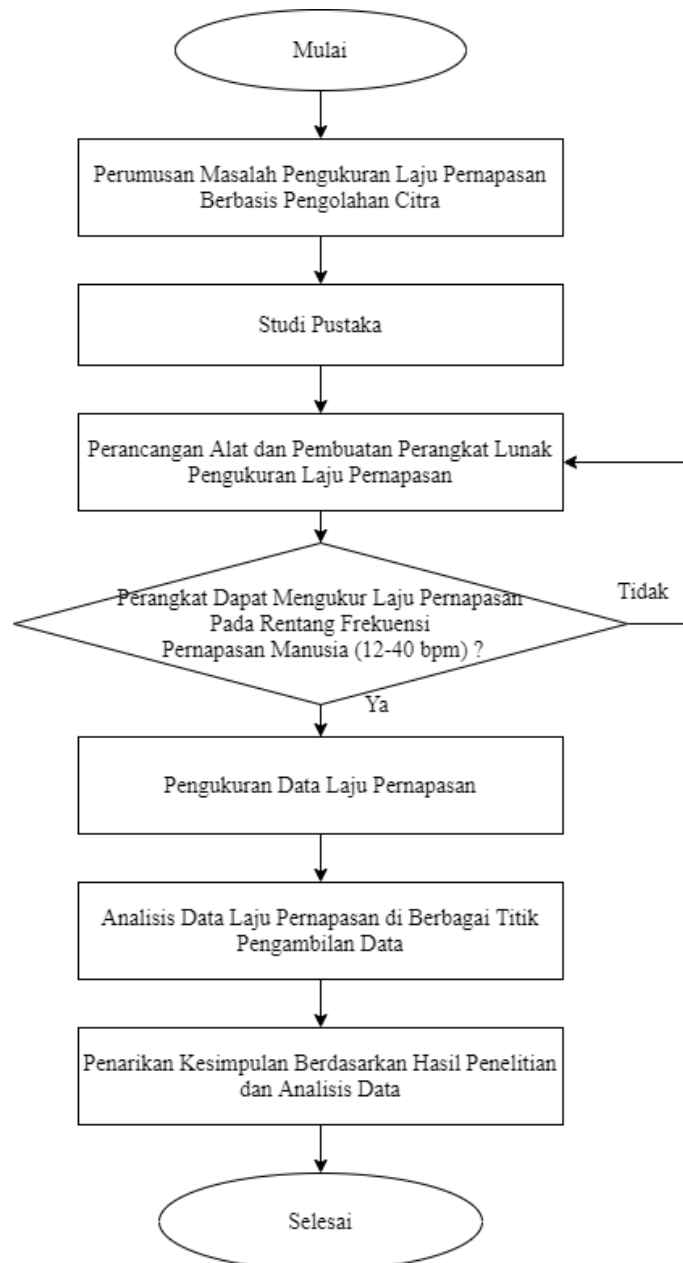 Mulai
Perumusan Masalah Pengukuran Laju Pernapasan
Berbasis Pengolahan Citra
Studi Pustaka
Perancangan Alat dan Pembuatan Perangkat Lunak
Pengukuran Laju Pernapasan
Perangkat Dapat Mengukur Laju Pernapasan
Pada Rentang Frekuensi
Pernapasan Manusia (12-40 bpm) ?
Tidak
Ya
Pengukuran Data Laju Pernapasan
Analisis Data Laju Pernapasan di Berbagai Titik
Pengambilan Data
Penarikan Kesimpulan Berdasarkan Hasil Penelitian
dan Analisis Data
Selesai